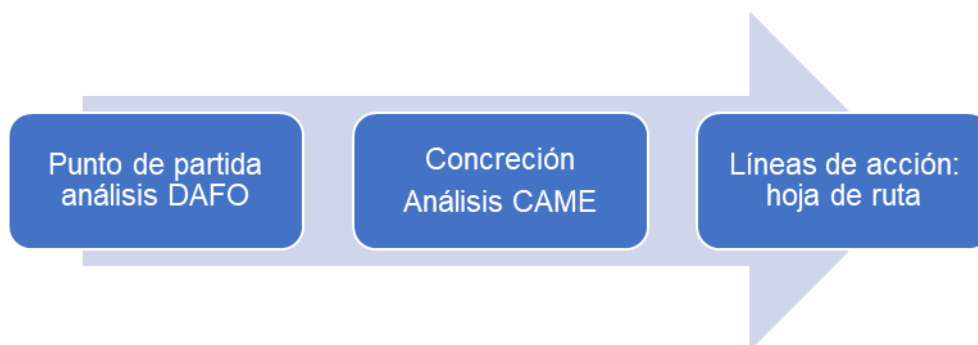 Punto de partida
análisis DAFO
Concreción
Análisis CAME
Líneas de acción:
hoja de ruta